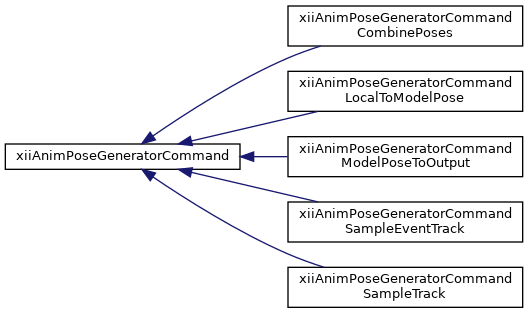 xiiAnimPoseGeneratorCommand
CombinePoses
xiiAnimPoseGeneratorCommand
LocalToModelPose
xiiAnimPoseGeneratorCommand
xiiAnimPoseGeneratorCommand
ModelPoseToOutput
xiiAnimPoseGeneratorCommand
SampleEventTrack
xiiAnimPoseGeneratorCommand
SampleTrack